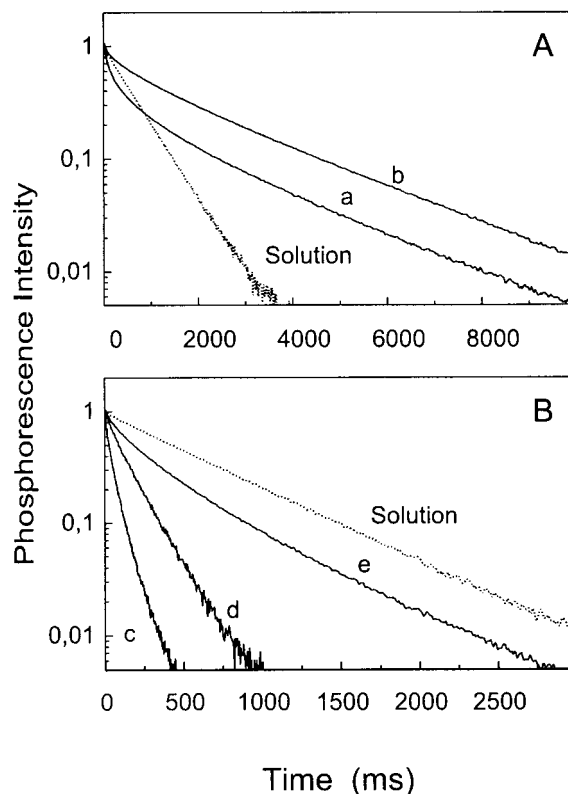 A
1
0,1
0,01
b
a
Solution
0 2000 4000 6000 8000
B
1
0,1
0,01
Solution
e
d
c
0 500 1000 1500 2000 2500
Phosphorescence Intensity
Time (ms)